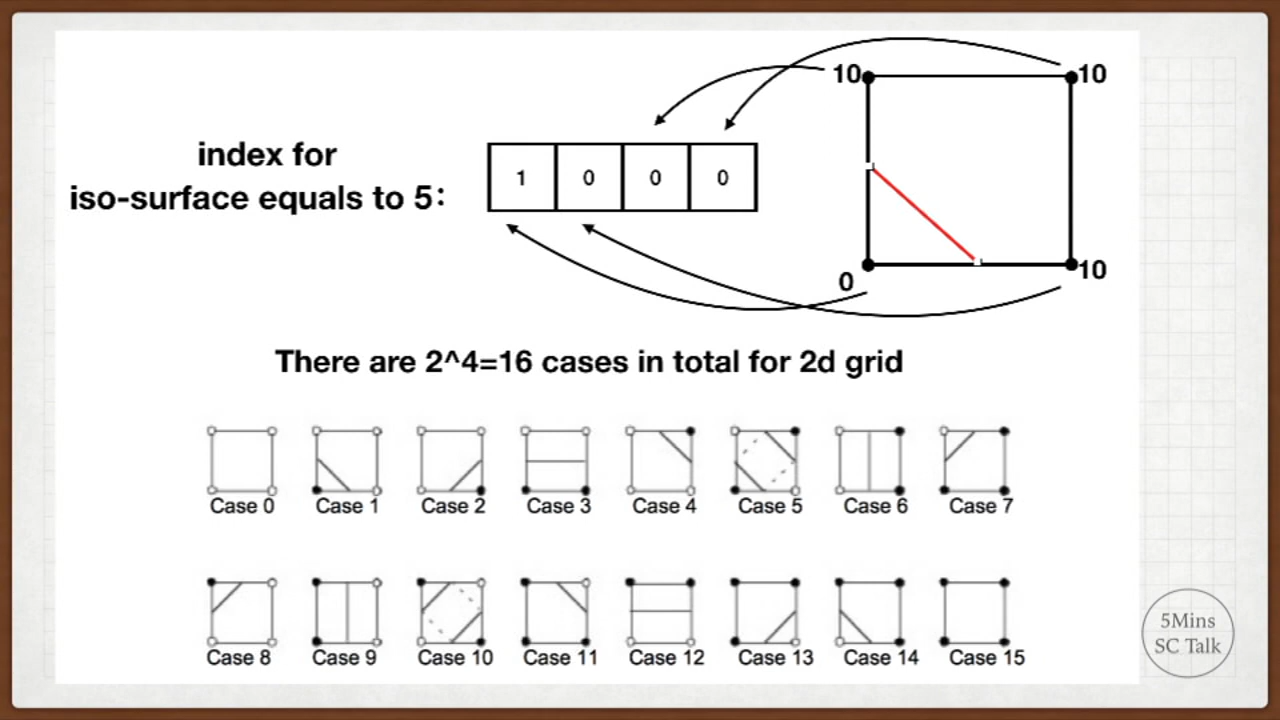 10
10
index for
iso-surface equals to 5:
1 0 0 0
0
10
There are 2^4=16 cases in total for 2d grid
Case 0 Case 1 Case 2 Case 3 Case 4 Case 5 Case 6 Case 7
Case 8 Case 9 Case 10 Case 11 Case 12 Case 13 Case 14 Case 15
5Mins
SC Talk